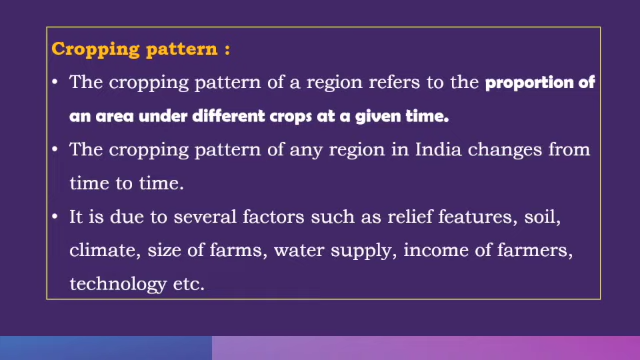 Cropping pattern :
• The cropping pattern of a region refers to the proportion of
an area under different crops at a given time.
• The cropping pattern of any region in India changes from
time to time.
• It is due to several factors such as relief features, soil,
climate, size of farms, water supply, income of farmers,
technology etc.